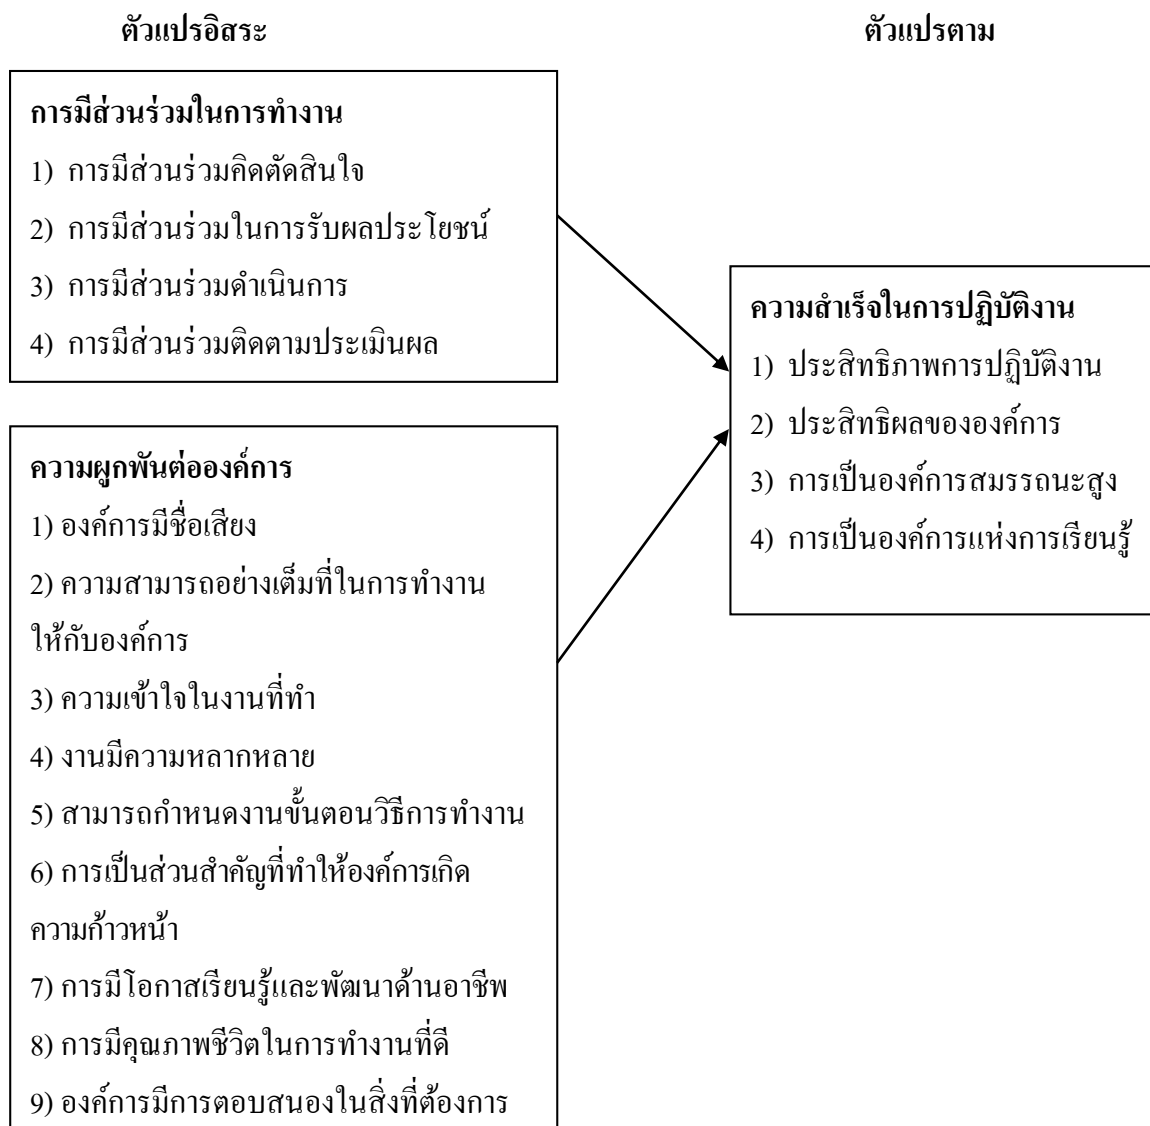 ตัวแปรอิสระ
ตัวแปรตาม
การมีส่วนร่วมในการทำงาน
1) การมีส่วนร่วมคิดตัดสินใจ
2) การมีส่วนร่วมในการรับผลประโยชน์
3) การมีส่วนร่วมดำเนินการ
4) การมีส่วนร่วมติดตามประเมินผล
ความผูกพันต่อองค์การ
1) องค์การมีชื่อเสียง
2) ความสามารถอย่างเต็มที่ในการทำงาน
ให้กับองค์การ
3) ความเข้าใจในงานที่ทำ
4) งานมีความหลากหลาย
5) สามารถกำหนดงานขั้นตอนวิธีการทำงาน
6) การเป็นส่วนสำคัญที่ทำให้องค์การเกิด
ความก้าวหน้า
7) การมีโอกาสเรียนรู้และพัฒนาด้านอาชีพ
8) การมีคุณภาพชีวิตในการทำงานที่ดี
9) องค์การมีการตอบสนองในสิ่งที่ต้องการ
ความสำเร็จในการปฏิบัติงาน
1) ประสิทธิภาพการปฏิบัติงาน
2) ประสิทธิผลขององค์การ
3) การเป็นองค์การสมรรถนะสูง
4) การเป็นองค์การแห่งการเรียนรู้